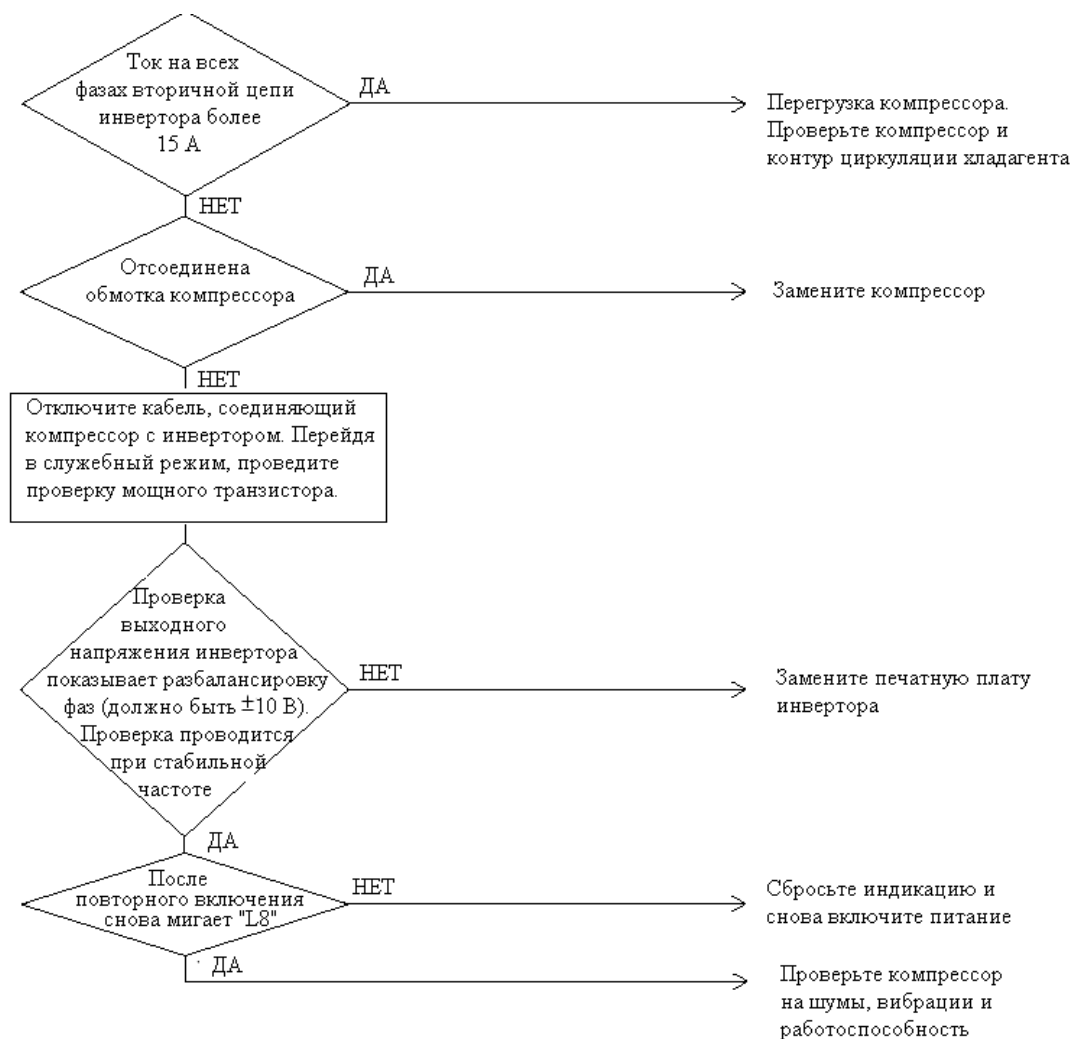 Ток на всех
фазах вторичной цепи
инвертора более
15 А
ДА
Перегрузка компрессора.
Проверьте компрессор и
контур циркуляции хладагента
НЕТ
Отсоединена
обмотка компрессора
ДА
Замените компрессор
НЕТ
Отключите кабель, соединяющий
компрессор с инвертором. Перейдя
в служебный режим, проведите
проверку мощного транзистора.
Проверка
выходного
напряжения инвертора
показывает разбалансировку
фаз (должно быть ±10 В).
Проверка проводится
при стабильной
частоте
НЕТ
Замените печатную плату
инвертора
ДА
После
повторного включения
снова мигает "L8"
НЕТ
Сбросьте индикацию и
снова включите питание
ДА
Проверьте компрессор
на шумы, вибрации и
работоспособность